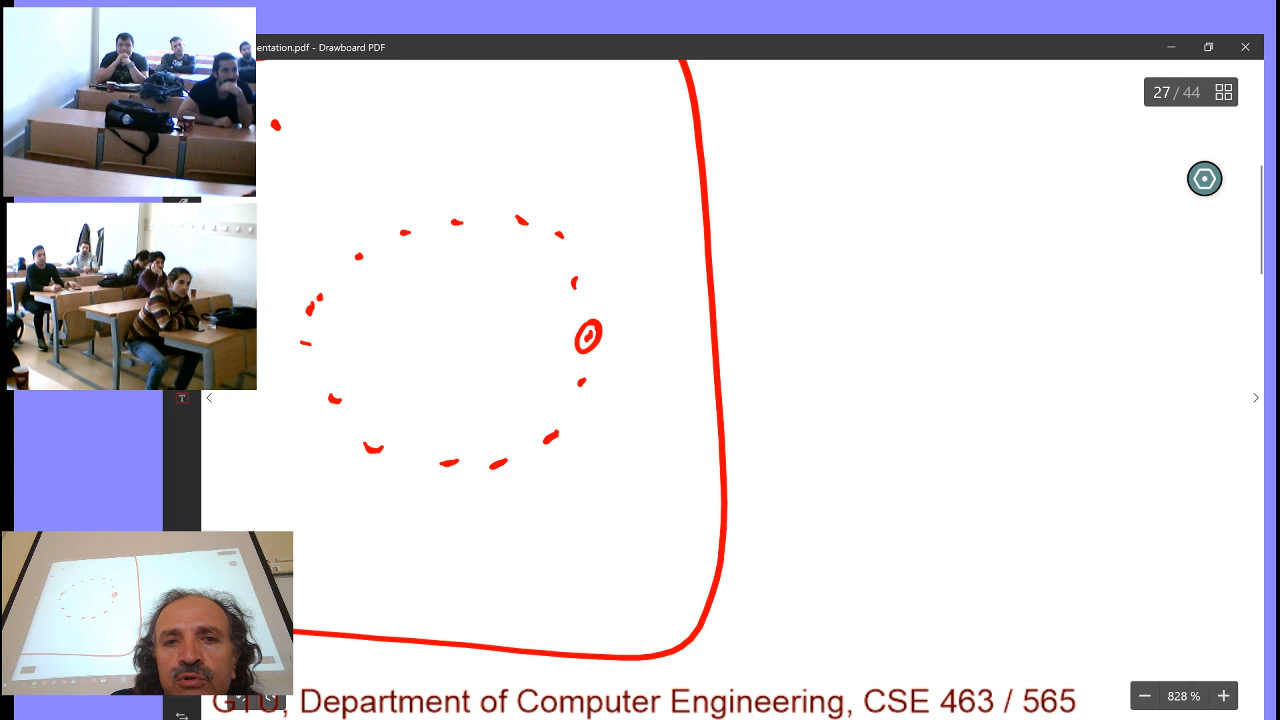 entation.pdf - Drawboard PDF
27 / 44
T
GTU, Department of Computer Engineering, CSE 463 / 565
828 %